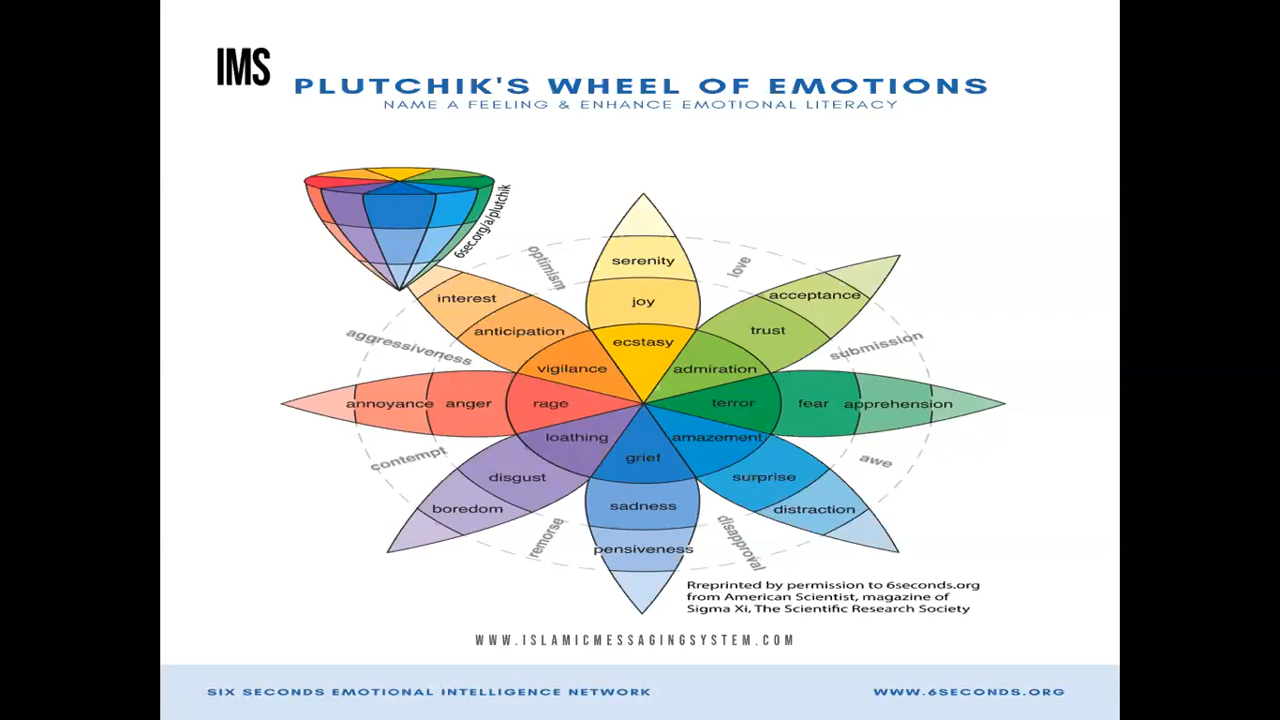 IMS
PLUTCHIK'S WHEEL OF EMOTIONS
NAME A FEELING & ENHANCE EMOTIONAL LITERACY
6sec.org/a/plutchik
optimism
serenity
love
interest
joy
acceptance
anticipation
trust
aggressiveness
ecstasy
submission
vigilance
admiration
annoyance
anger
rage
terror
fear
apprehension
loathing
amazement
contempt
grief
awe
disgust
surprise
boredom
sadness
distraction
remorse
pensiveness
disapproval
Rreprinted by permission to 6seconds.org
from American Scientist, magazine of
Sigma Xi, The Scientific Research Society
WWW.ISLAMICMESSAGINGSYSTEM.COM
SIX SECONDS EMOTIONAL INTELLIGENCE NETWORK
WWW.6SECONDS.ORG